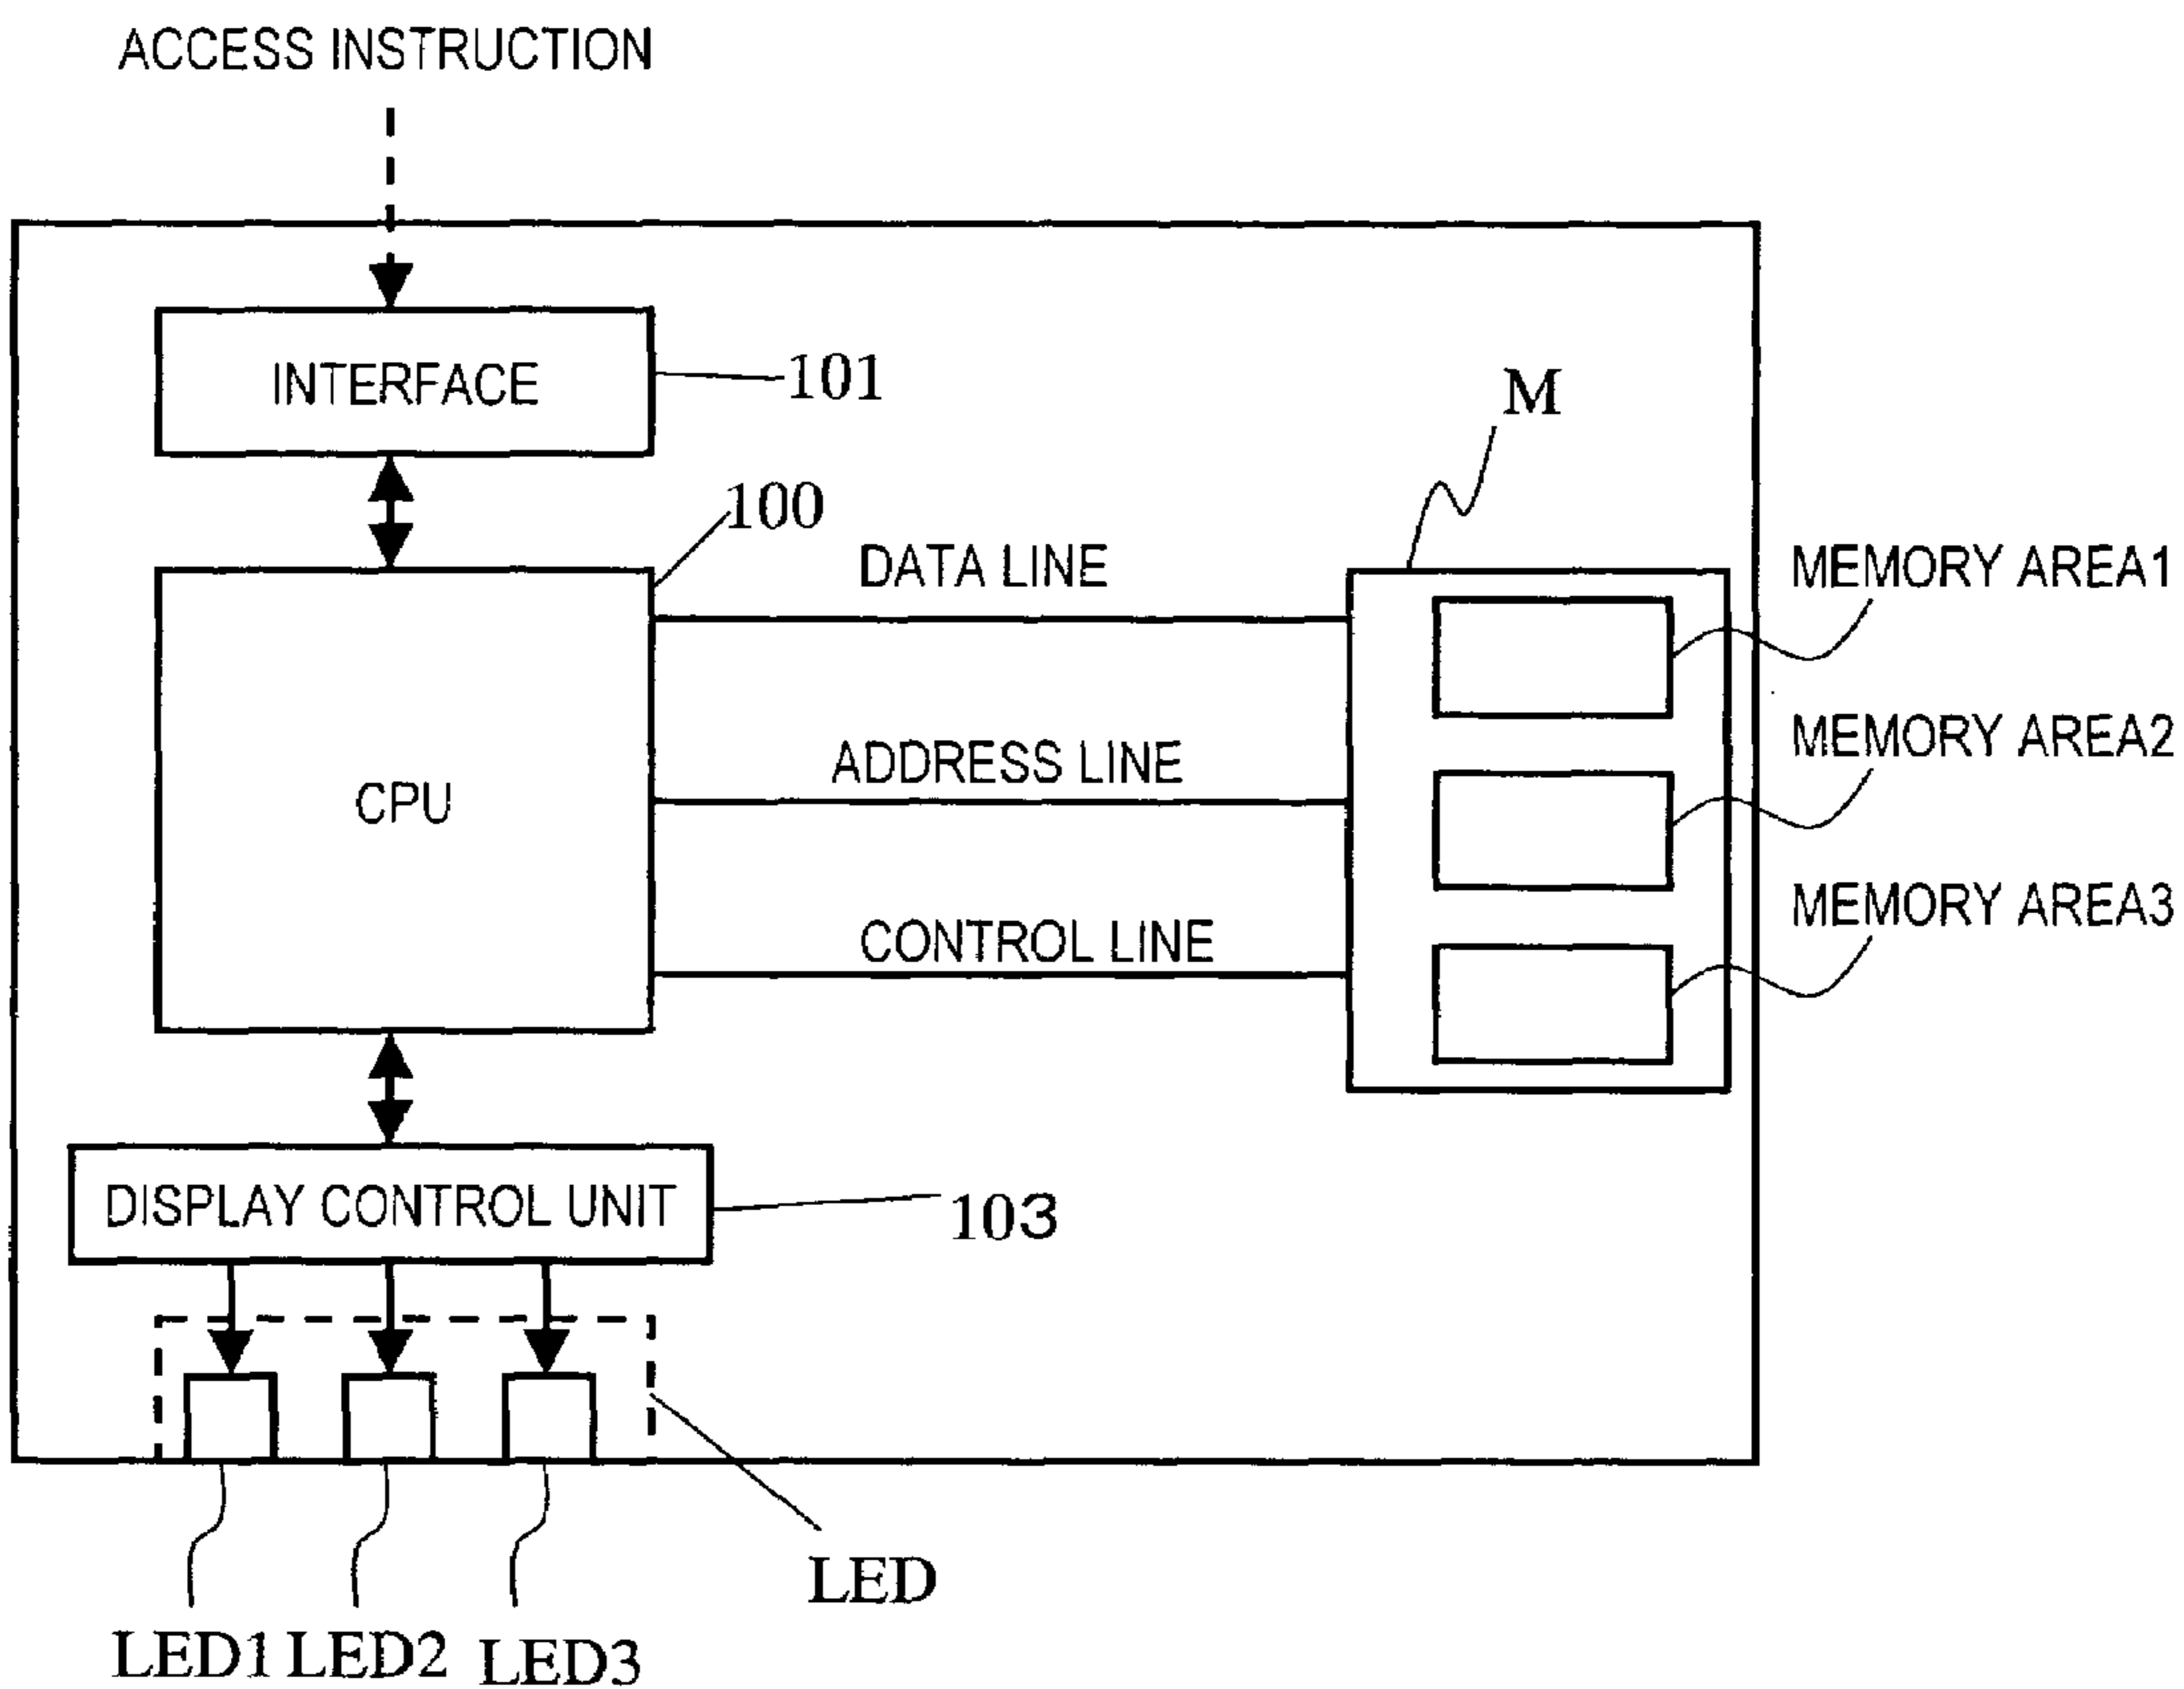 ACCESS INSTRUCTION
INTERFACE
101
M
100
DATA LINE
MEMORY AREA1
ADDRESS LINE
MEMORY AREA2
CPU
CONTROL LINE
MEMORY AREA3
DISPLAY CONTROL UNIT
103
LED
LED1 LED2 LED3